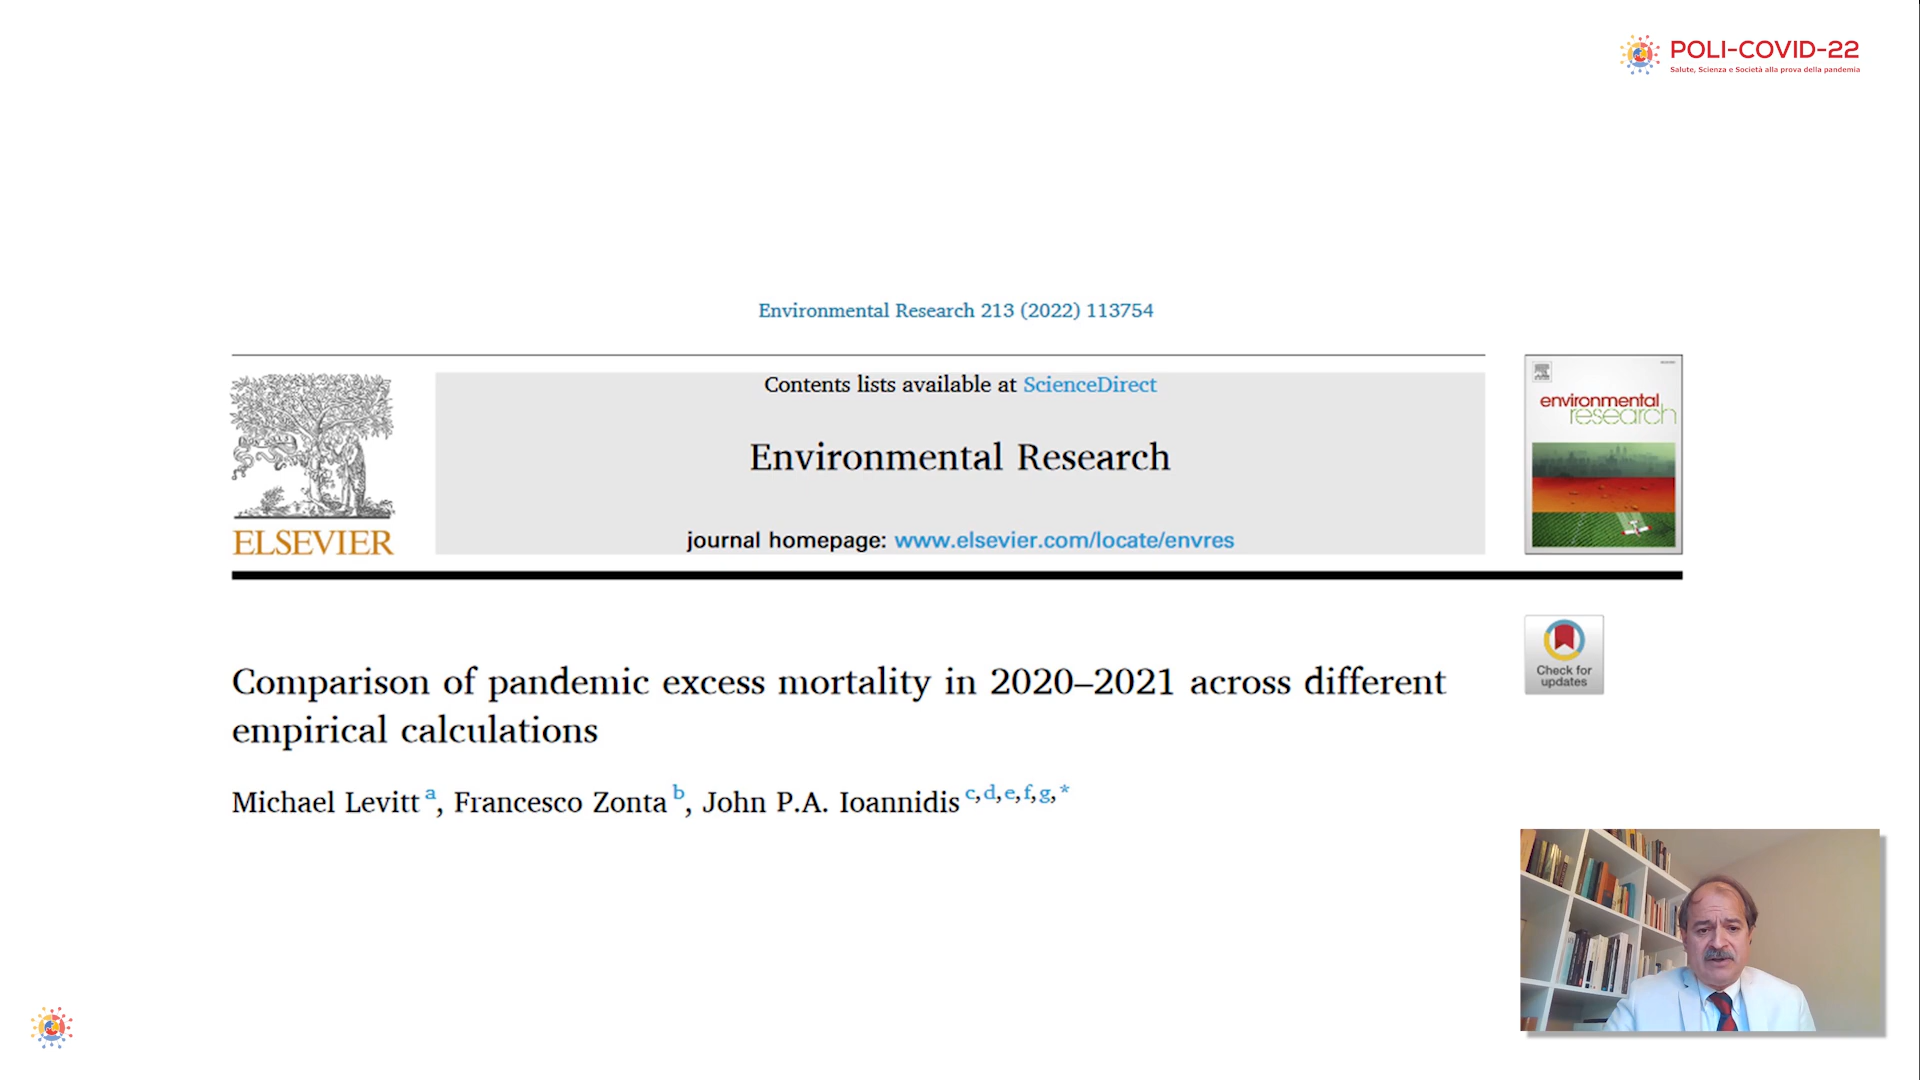 POLI-COVID-22
Salute, Scienza e Società alla prova della pandemia
Environmental Research 213 (2022) 113754
Contents lists available at ScienceDirect
Environmental Research
journal homepage: www.elsevier.com/locate/envres
ELSEVIER
environmental
research
Check for
updates
Comparison of pandemic excess mortality in 2020–2021 across different
empirical calculations
Michael Levitt a, Francesco Zonta b, John P.A. Ioannidis c,d,e,f,g,*